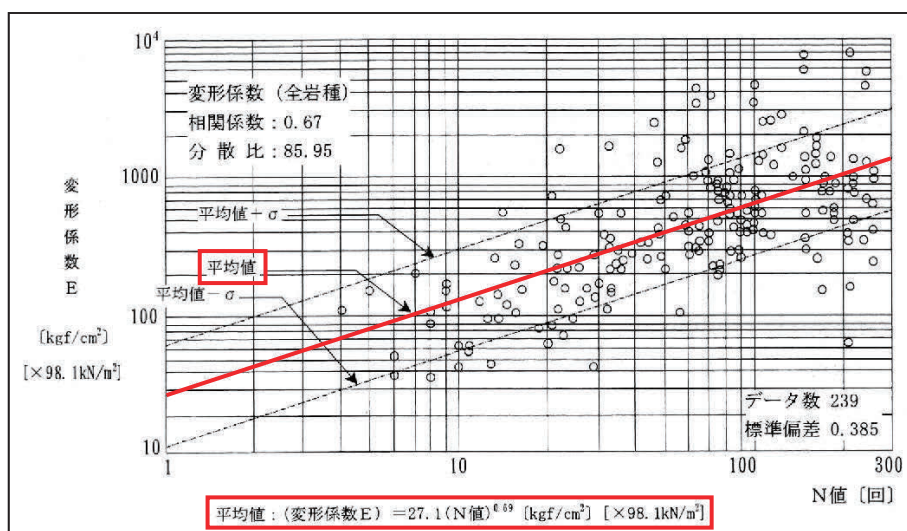 10⁴
変形係数（全岩種）
相関係数：0.67
分 散 比：85.95
1000
変形係数E
平均値＋σ
平均値
平均値－σ
100
〔kgf/cm²〕
[×98.1kN/m²]
データ数 239
標準偏差 0.385
10
1
10
100
300
N値〔回〕
平均値：(変形係数E) ＝27.1(N値)⁰·⁶⁹ [kgf/cm²] [×98.1kN/m²]